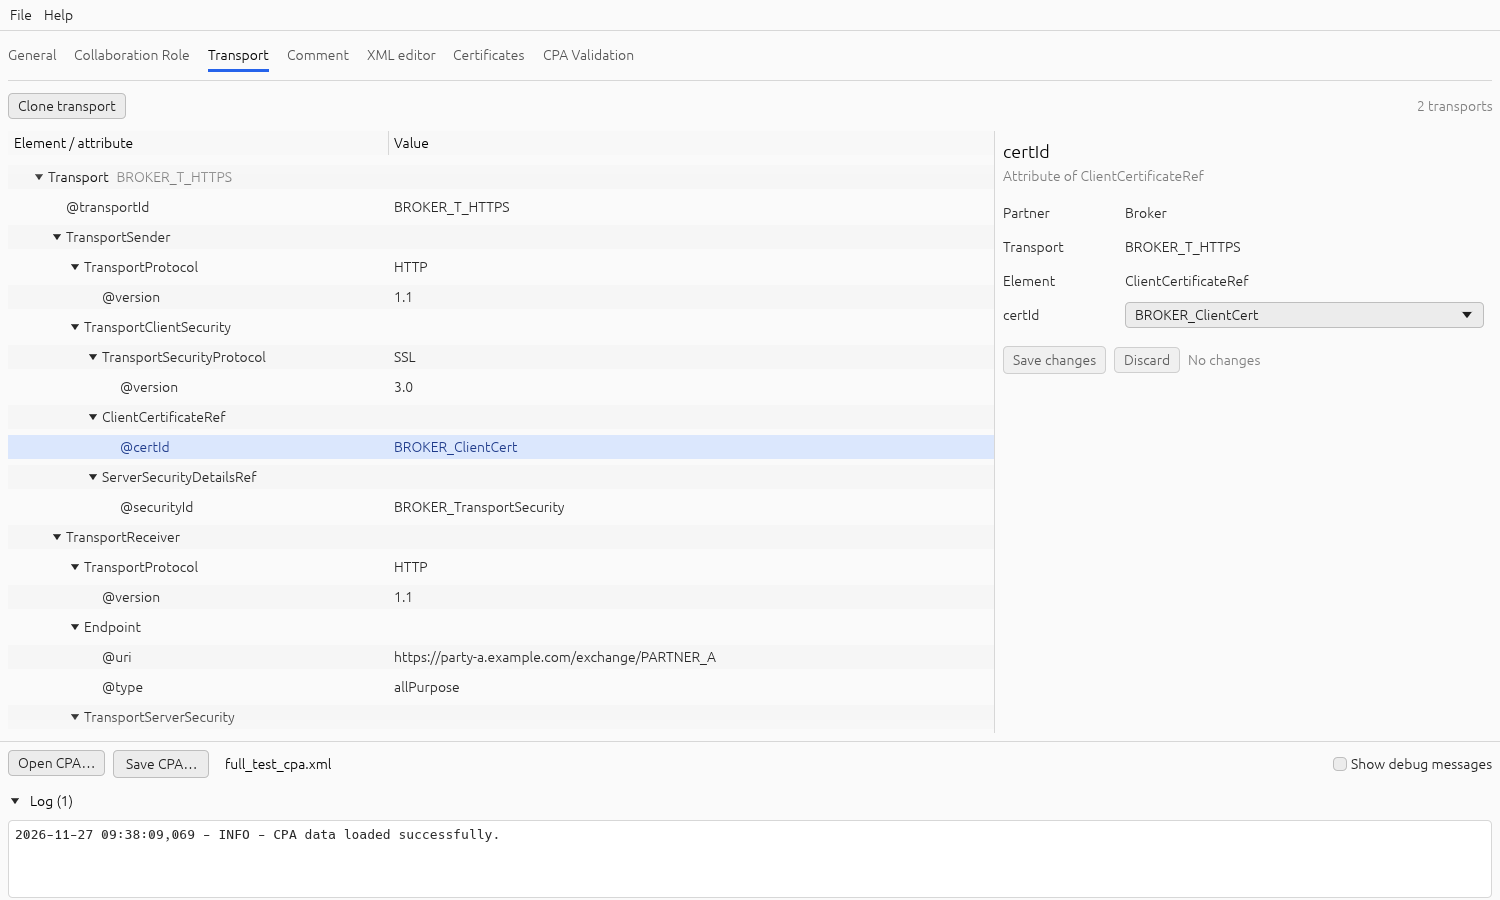 File Help
General Collaboration Role Transport Comment XML editor Certificates CPA Validation
Clone transport 2 transports
Element / attribute Value
Transport BROKER_T_HTTPS
@transportId BROKER_T_HTTPS
TransportSender
TransportProtocol HTTP
@version 1.1
TransportClientSecurity
TransportSecurityProtocol SSL
@version 3.0
ClientCertificateRef
@certId BROKER_ClientCert
ServerSecurityDetailsRef
@securityId BROKER_TransportSecurity
TransportReceiver
TransportProtocol HTTP
@version 1.1
Endpoint
@uri https://party-a.example.com/exchange/PARTNER_A
@type allPurpose
TransportServerSecurity
certId
Attribute of ClientCertificateRef
Partner Broker
Transport BROKER_T_HTTPS
Element ClientCertificateRef
certId BROKER_ClientCert
Save changes Discard No changes
Open CPA... Save CPA... full_test_cpa.xml Show debug messages
Log (1)
2026-11-27 09:38:09,069 - INFO - CPA data loaded successfully.